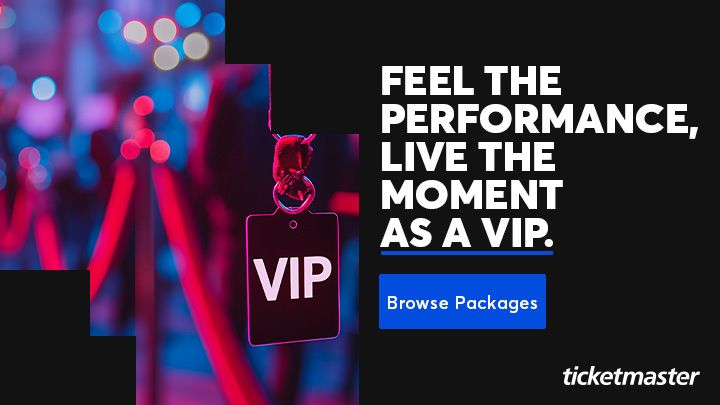 FEEL THE
PERFORMANCE,
LIVE THE
MOMENT
AS A VIP.
VIP
Browse Packages
ticketmaster